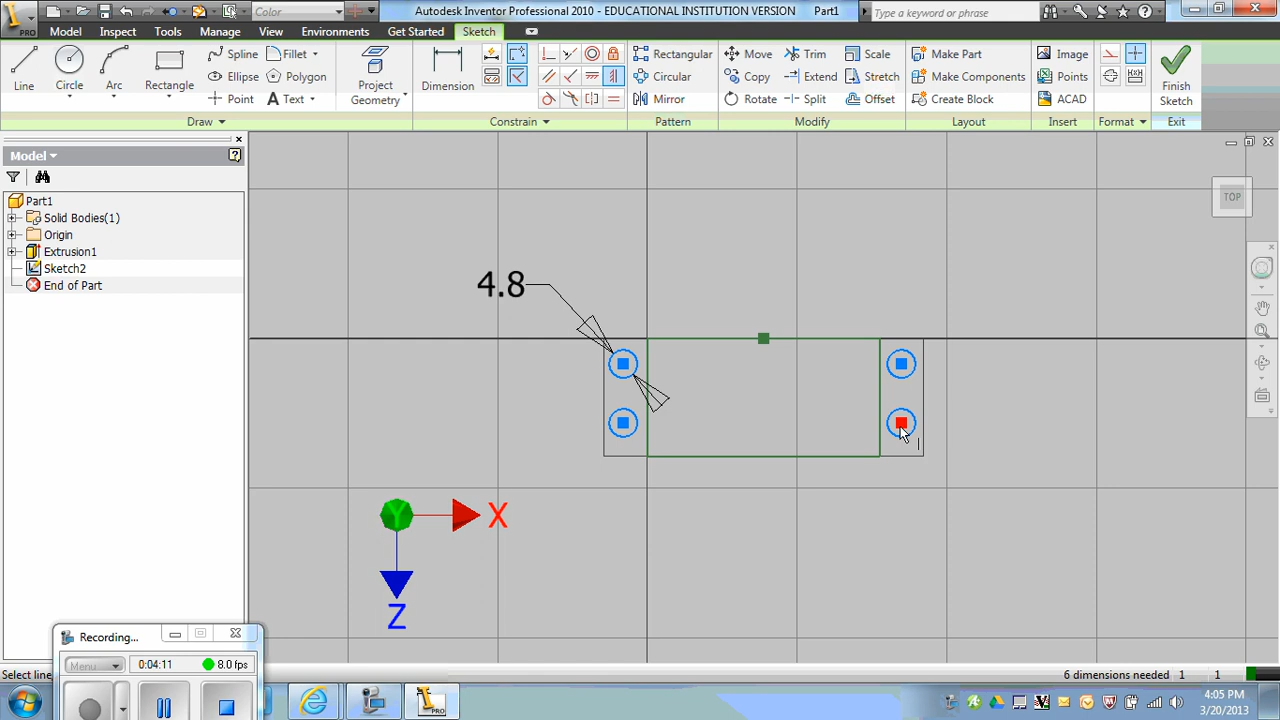 Color
Autodesk Inventor Professional 2010 - EDUCATIONAL INSTITUTION VERSION Part1
Type a keyword or phrase
PRO
Model Inspect Tools Manage View Environments Get Started Sketch
Line
Circle
Arc
Rectangle
Spline
Fillet
Ellipse
Polygon
Point
Text
Project
Geometry
Dimension
Rectangular
Circular
Mirror
Move
Trim
Scale
Copy
Extend
Stretch
Rotate
Split
Offset
Make Part
Make Components
Create Block
Image
Points
ACAD
Finish
Sketch
Draw
Constrain
Pattern
Modify
Layout
Insert
Format
Exit
Model
Part1
Solid Bodies(1)
Origin
Extrusion1
Sketch2
End of Part
TOP
4.8
X
Y
Z
Recording...
Menu
0:04:11
8.0 fps
Select line
6 dimensions needed 1 1
PRO
4:05 PM
3/20/2013